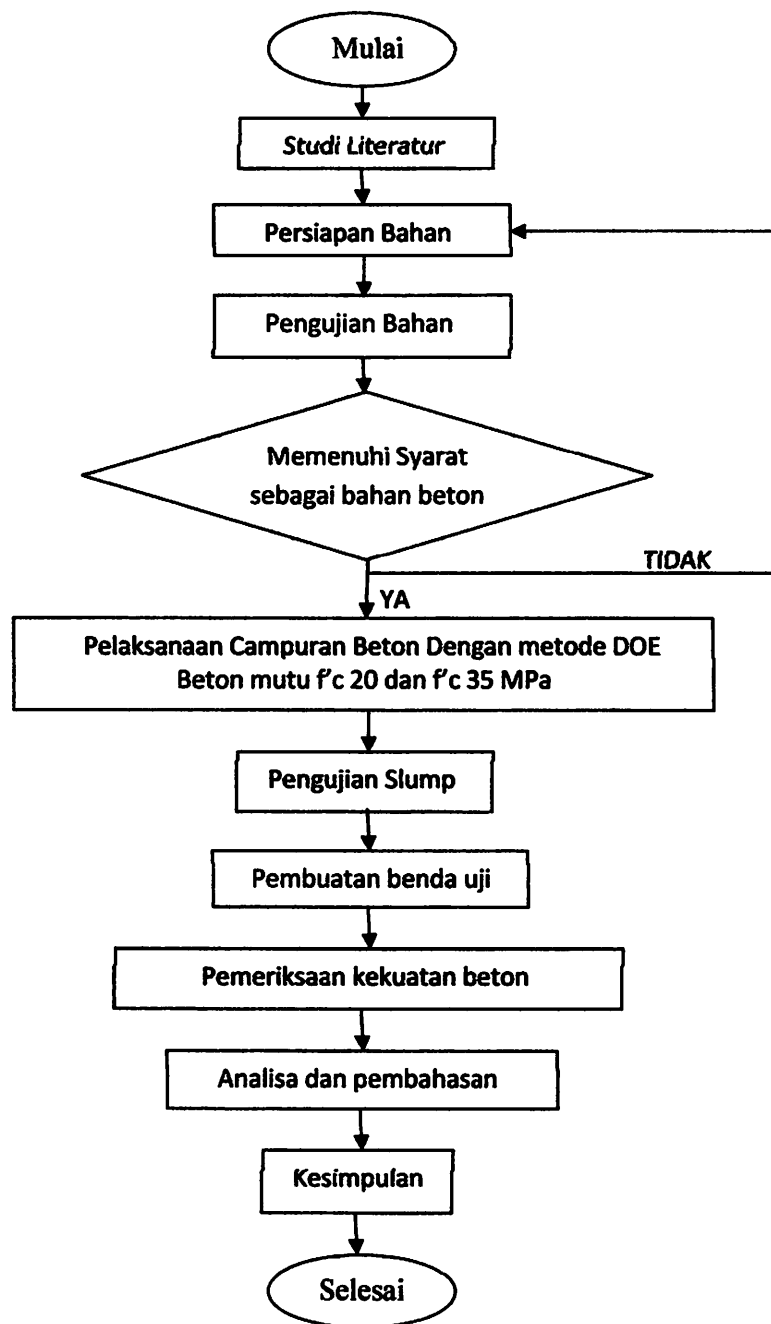 Mulai
Studi Literatur
Persiapan Bahan
Pengujian Bahan
Memenuhi Syarat
sebagai bahan beton
TIDAK
YA
Pelaksanaan Campuran Beton Dengan metode DOE
Beton mutu f'c 20 dan f'c 35 MPa
Pengujian Slump
Pembuatan benda uji
Pemeriksaan kekuatan beton
Analisa dan pembahasan
Kesimpulan
Selesai